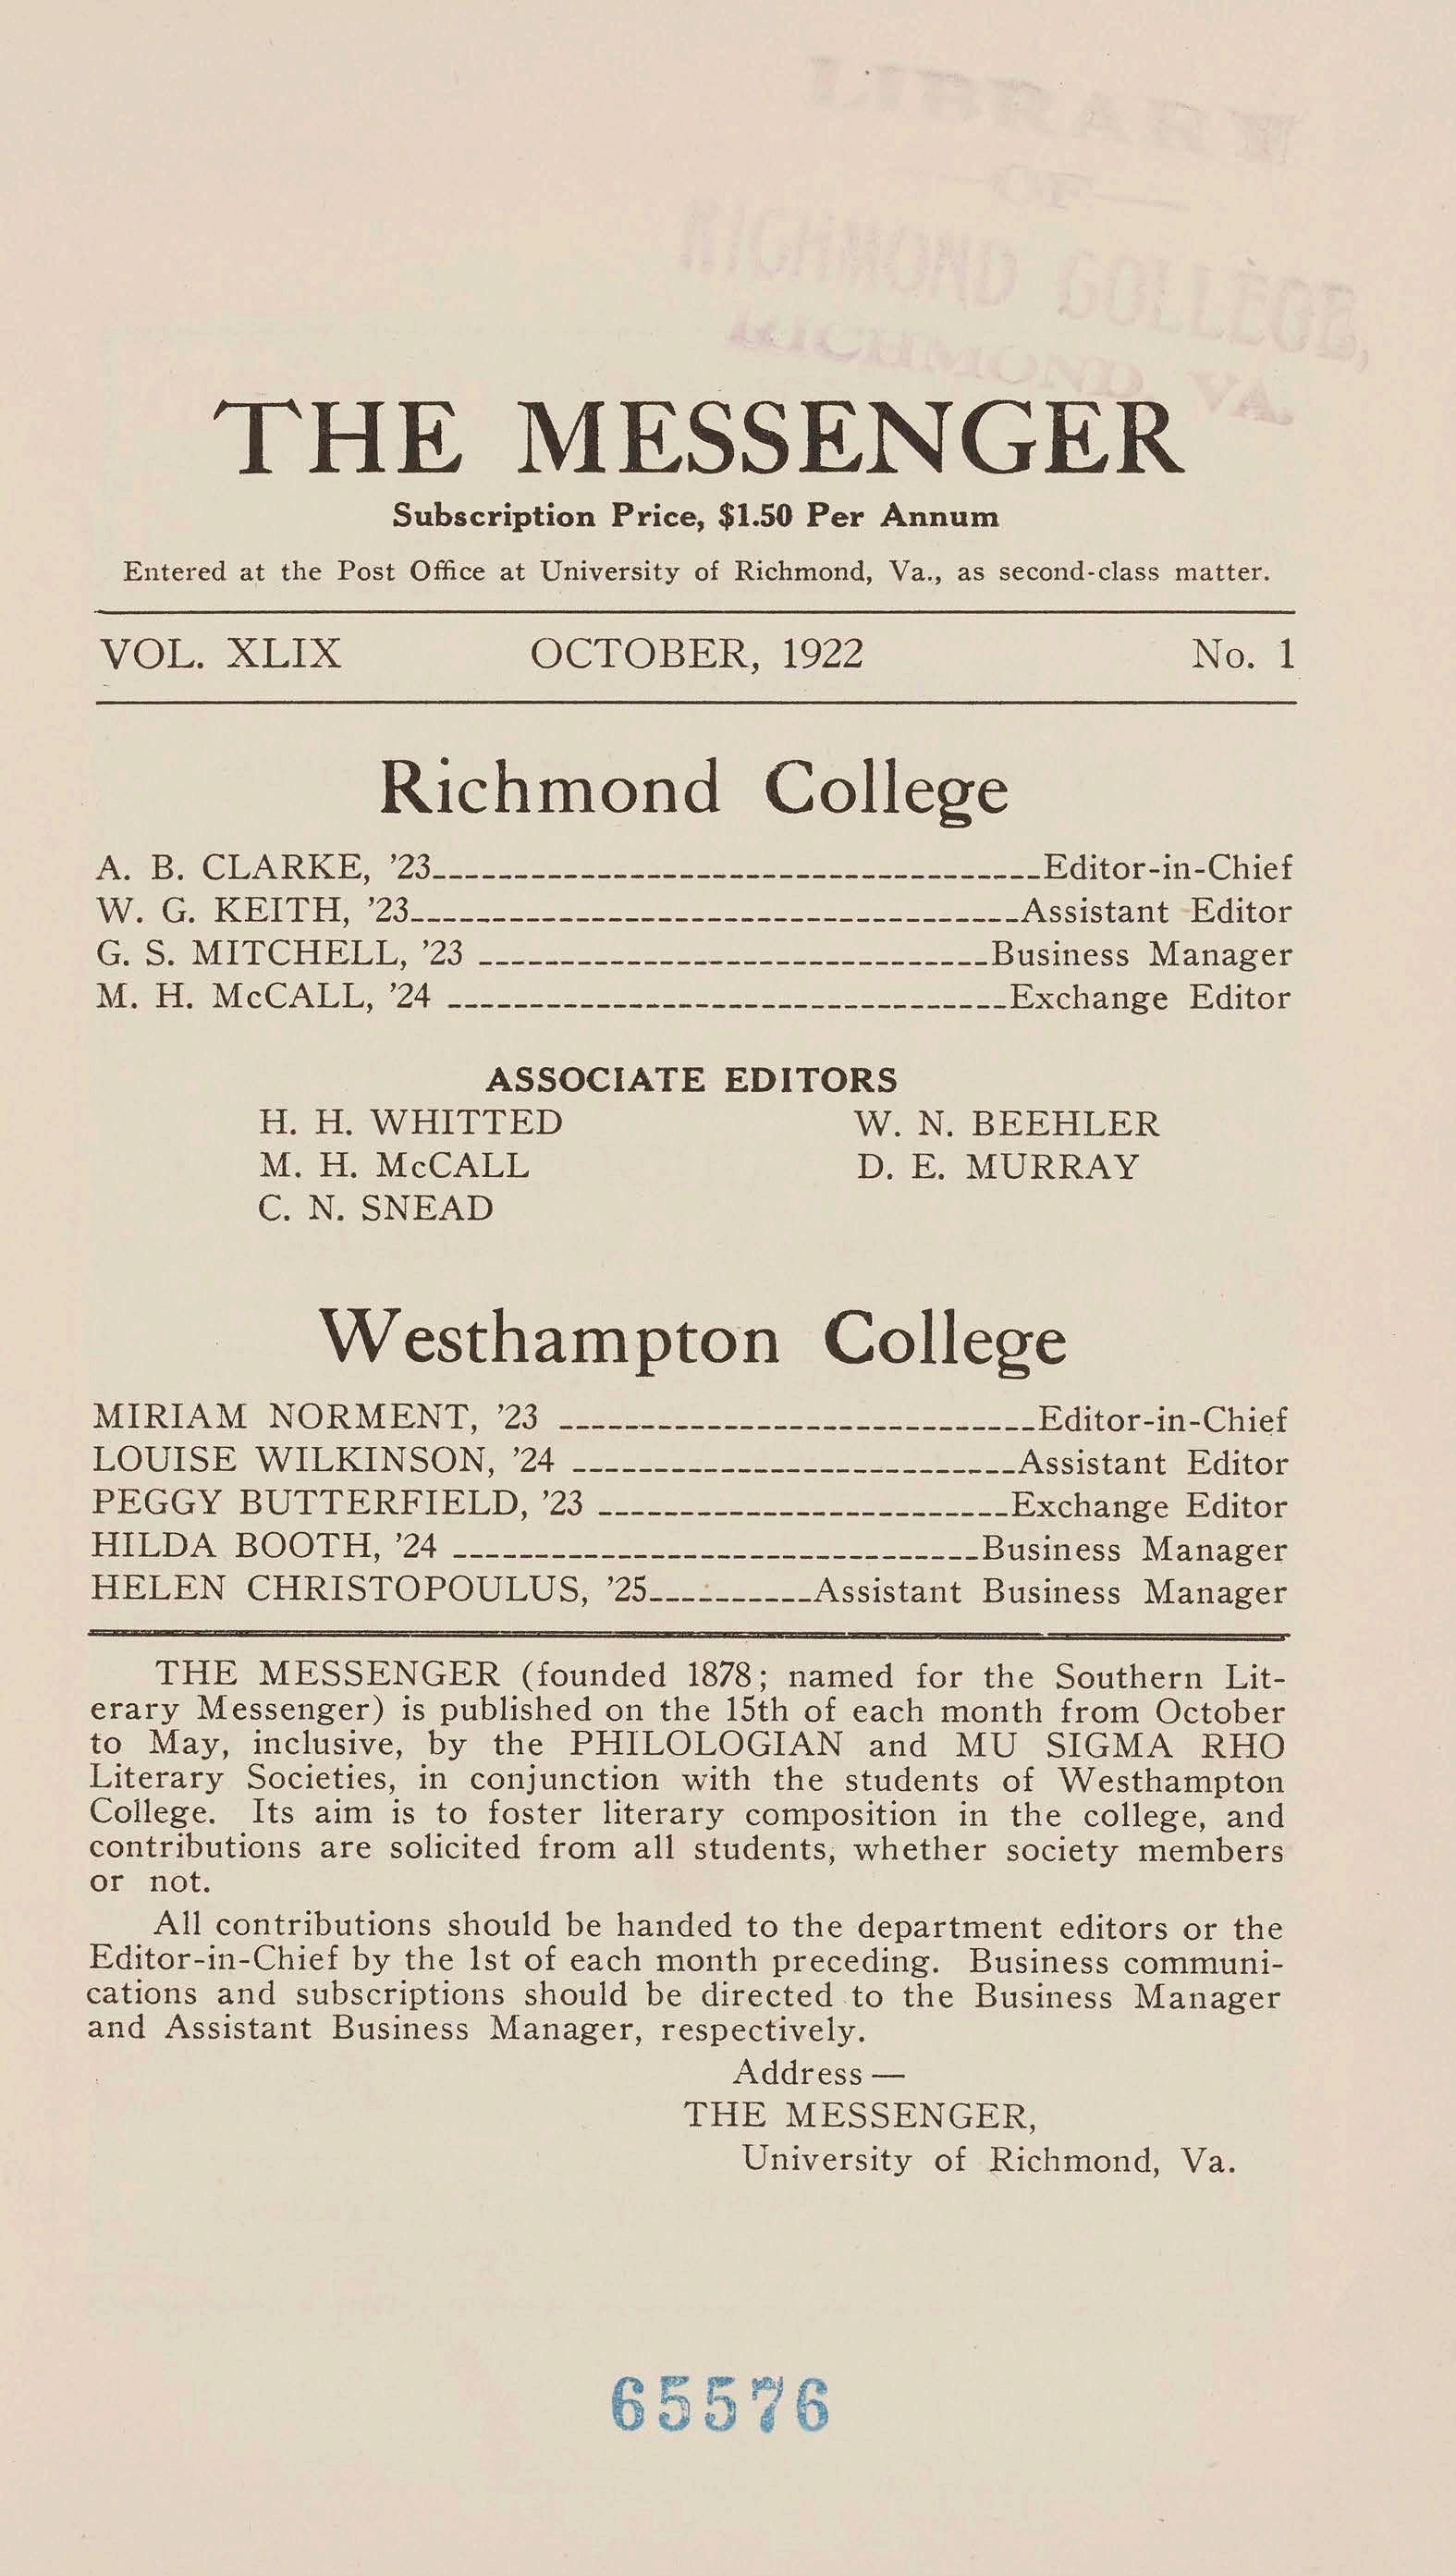 LIBRARY
—OF—
RICHMOND COLLEGE,
RICHMOND VA.
THE MESSENGER
Subscription Price, $1.50 Per Annum
Entered at the Post Office at University of Richmond, Va., as second-class matter.
VOL. XLIX OCTOBER, 1922 No. 1
Richmond College
A. B. CLARKE, ’23 Editor-in-Chief
W. G. KEITH, ’23 Assistant Editor
G. S. MITCHELL, ’23 Business Manager
M. H. McCALL, ’24 Exchange Editor
ASSOCIATE EDITORS
H. H. WHITTED W. N. BEEHLER
M. H. McCALL D. E. MURRAY
C. N. SNEAD
Westhampton College
MIRIAM NORMENT, ’23 Editor-in-Chief
LOUISE WILKINSON, ’24 Assistant Editor
PEGGY BUTTERFIELD, ’23 Exchange Editor
HILDA BOOTH, ’24 Business Manager
HELEN CHRISTOPOULUS, ’25 Assistant Business Manager
THE MESSENGER (founded 1878; named for the Southern Lit-
erary Messenger) is published on the 15th of each month from October
to May, inclusive, by the PHILOLOGIAN and MU SIGMA RHO
Literary Societies, in conjunction with the students of Westhampton
College. Its aim is to foster literary composition in the college, and
contributions are solicited from all students, whether society members
or not.
All contributions should be handed to the department editors or the
Editor-in-Chief by the 1st of each month preceding. Business communi-
cations and subscriptions should be directed to the Business Manager
and Assistant Business Manager, respectively.
Address —
THE MESSENGER,
University of Richmond, Va.
65576